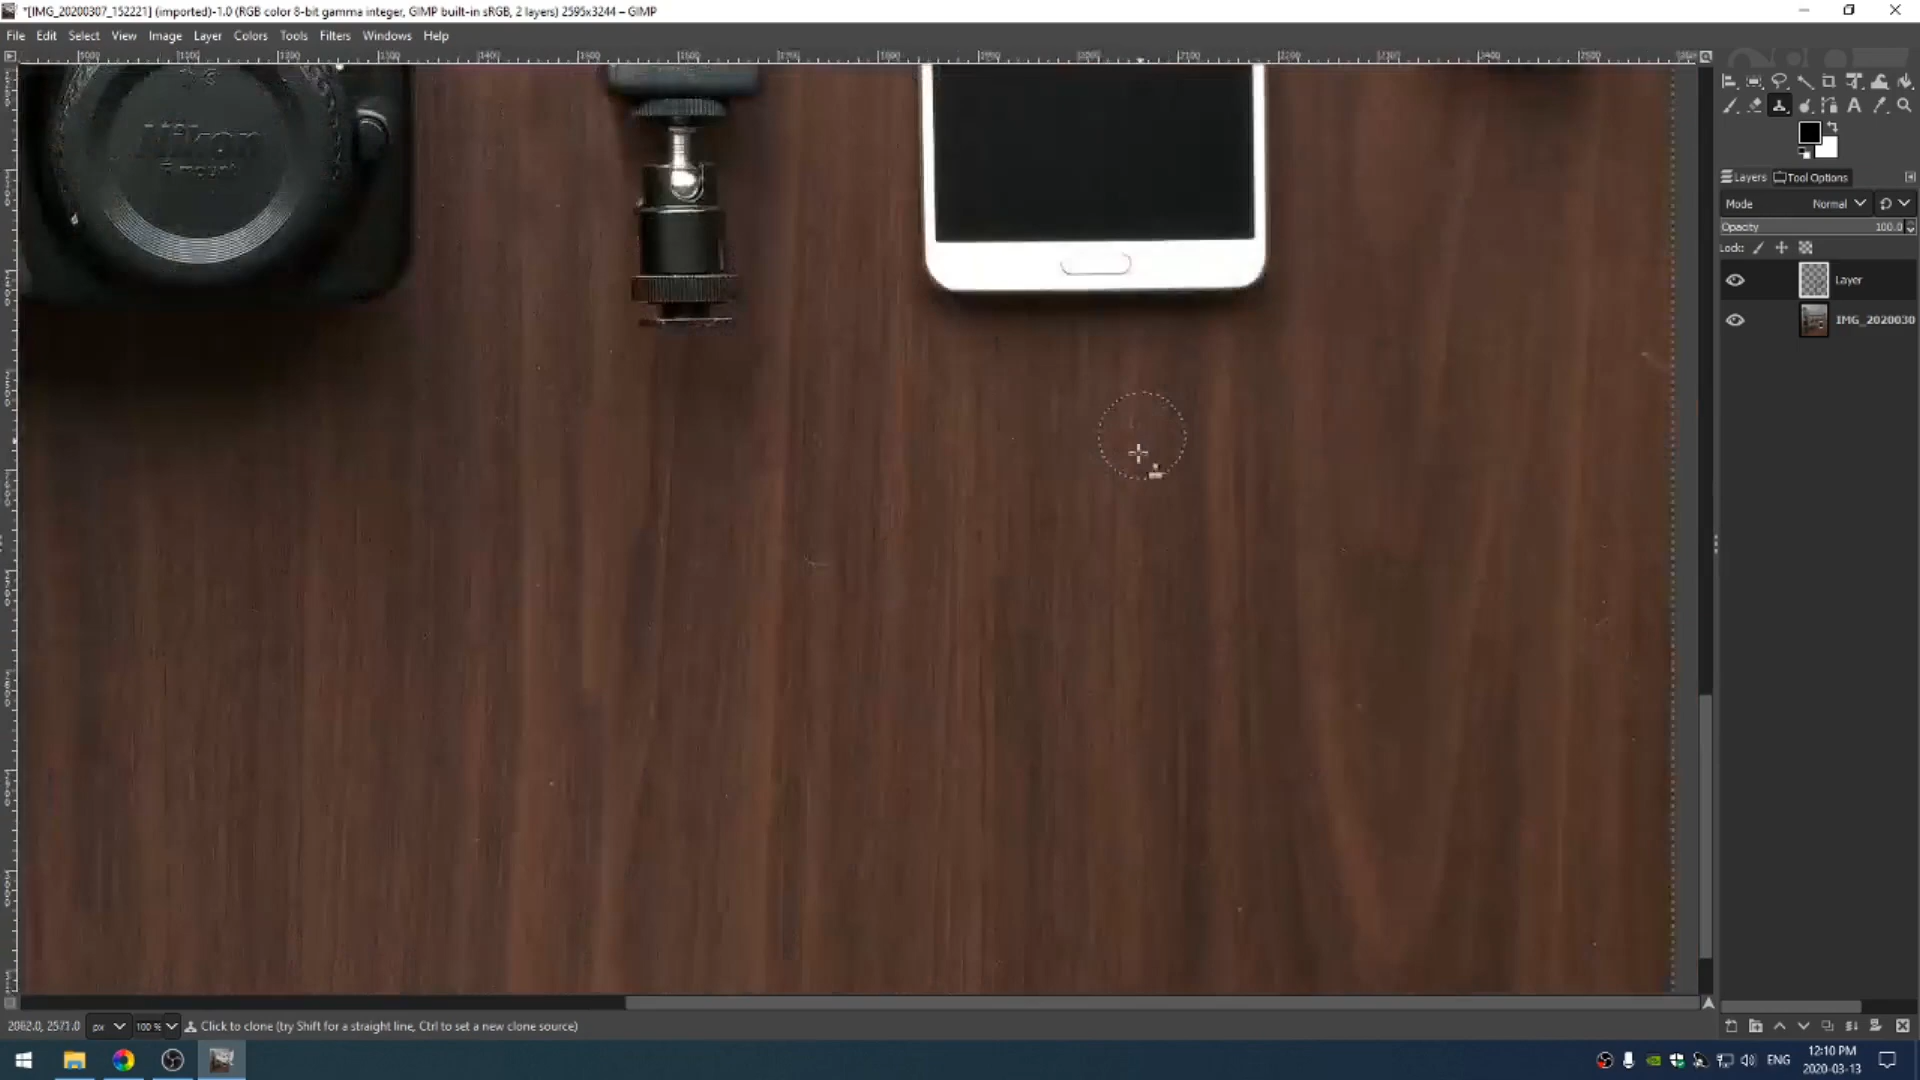 *[IMG_20200307_152221] (imported)-1.0 (RGB color 8-bit gamma integer, GIMP built-in sRGB, 2 layers) 2595x3244 – GIMP
File Edit Select View Image Layer Colors Tools Filters Windows Help
Nikon
F mount
Layers Tool Options
Mode Normal
Opacity 100.0
Lock:
Layer
IMG_2020030
2082.0, 2571.0 px 100 % Click to clone (try Shift for a straight line, Ctrl to set a new clone source)
ENG
12:10 PM
2020-03-13